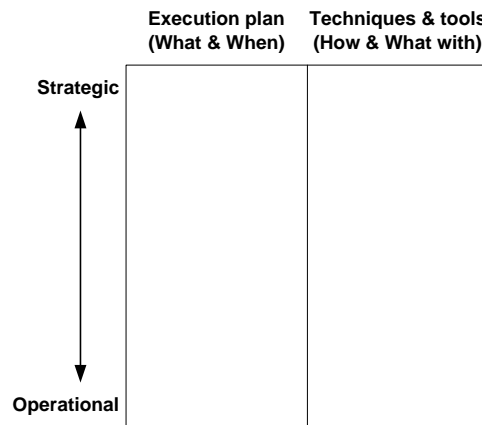 Execution plan
(What & When)
Techniques & tools
(How & What with)
Strategic
Operational